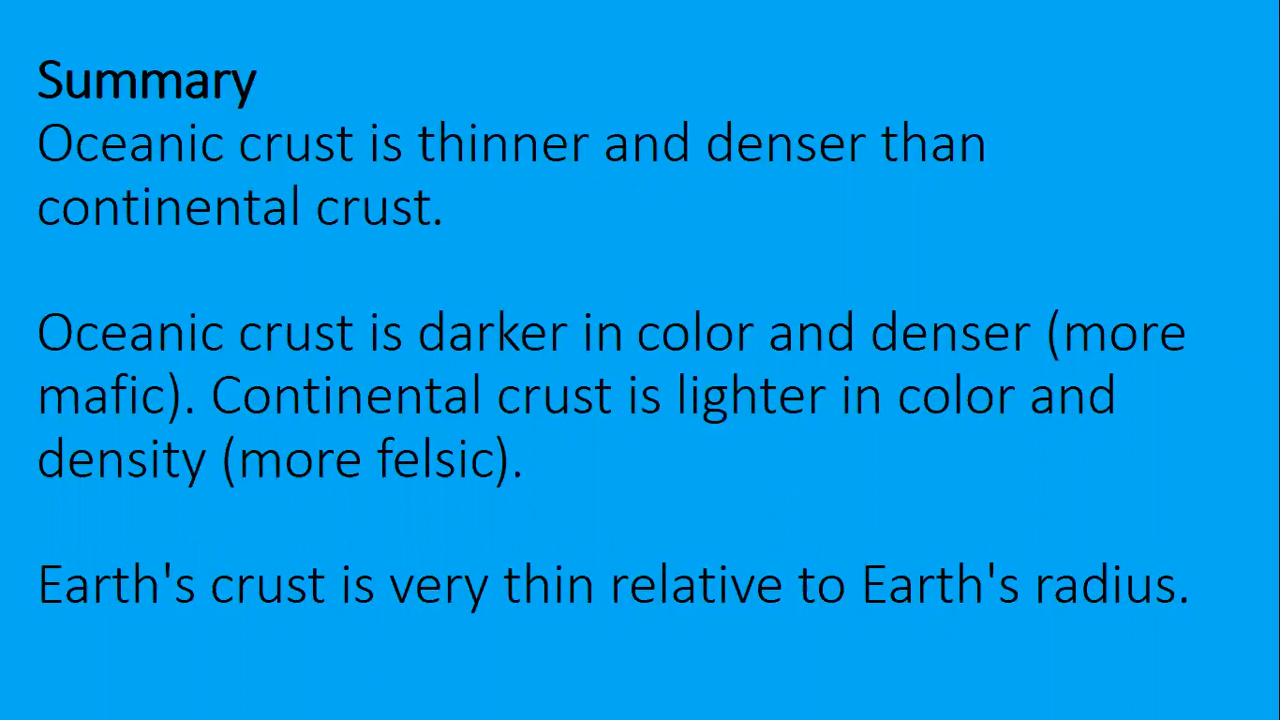 Summary
Oceanic crust is thinner and denser than
continental crust.
Oceanic crust is darker in color and denser (more
mafic). Continental crust is lighter in color and
density (more felsic).
Earth's crust is very thin relative to Earth's radius.